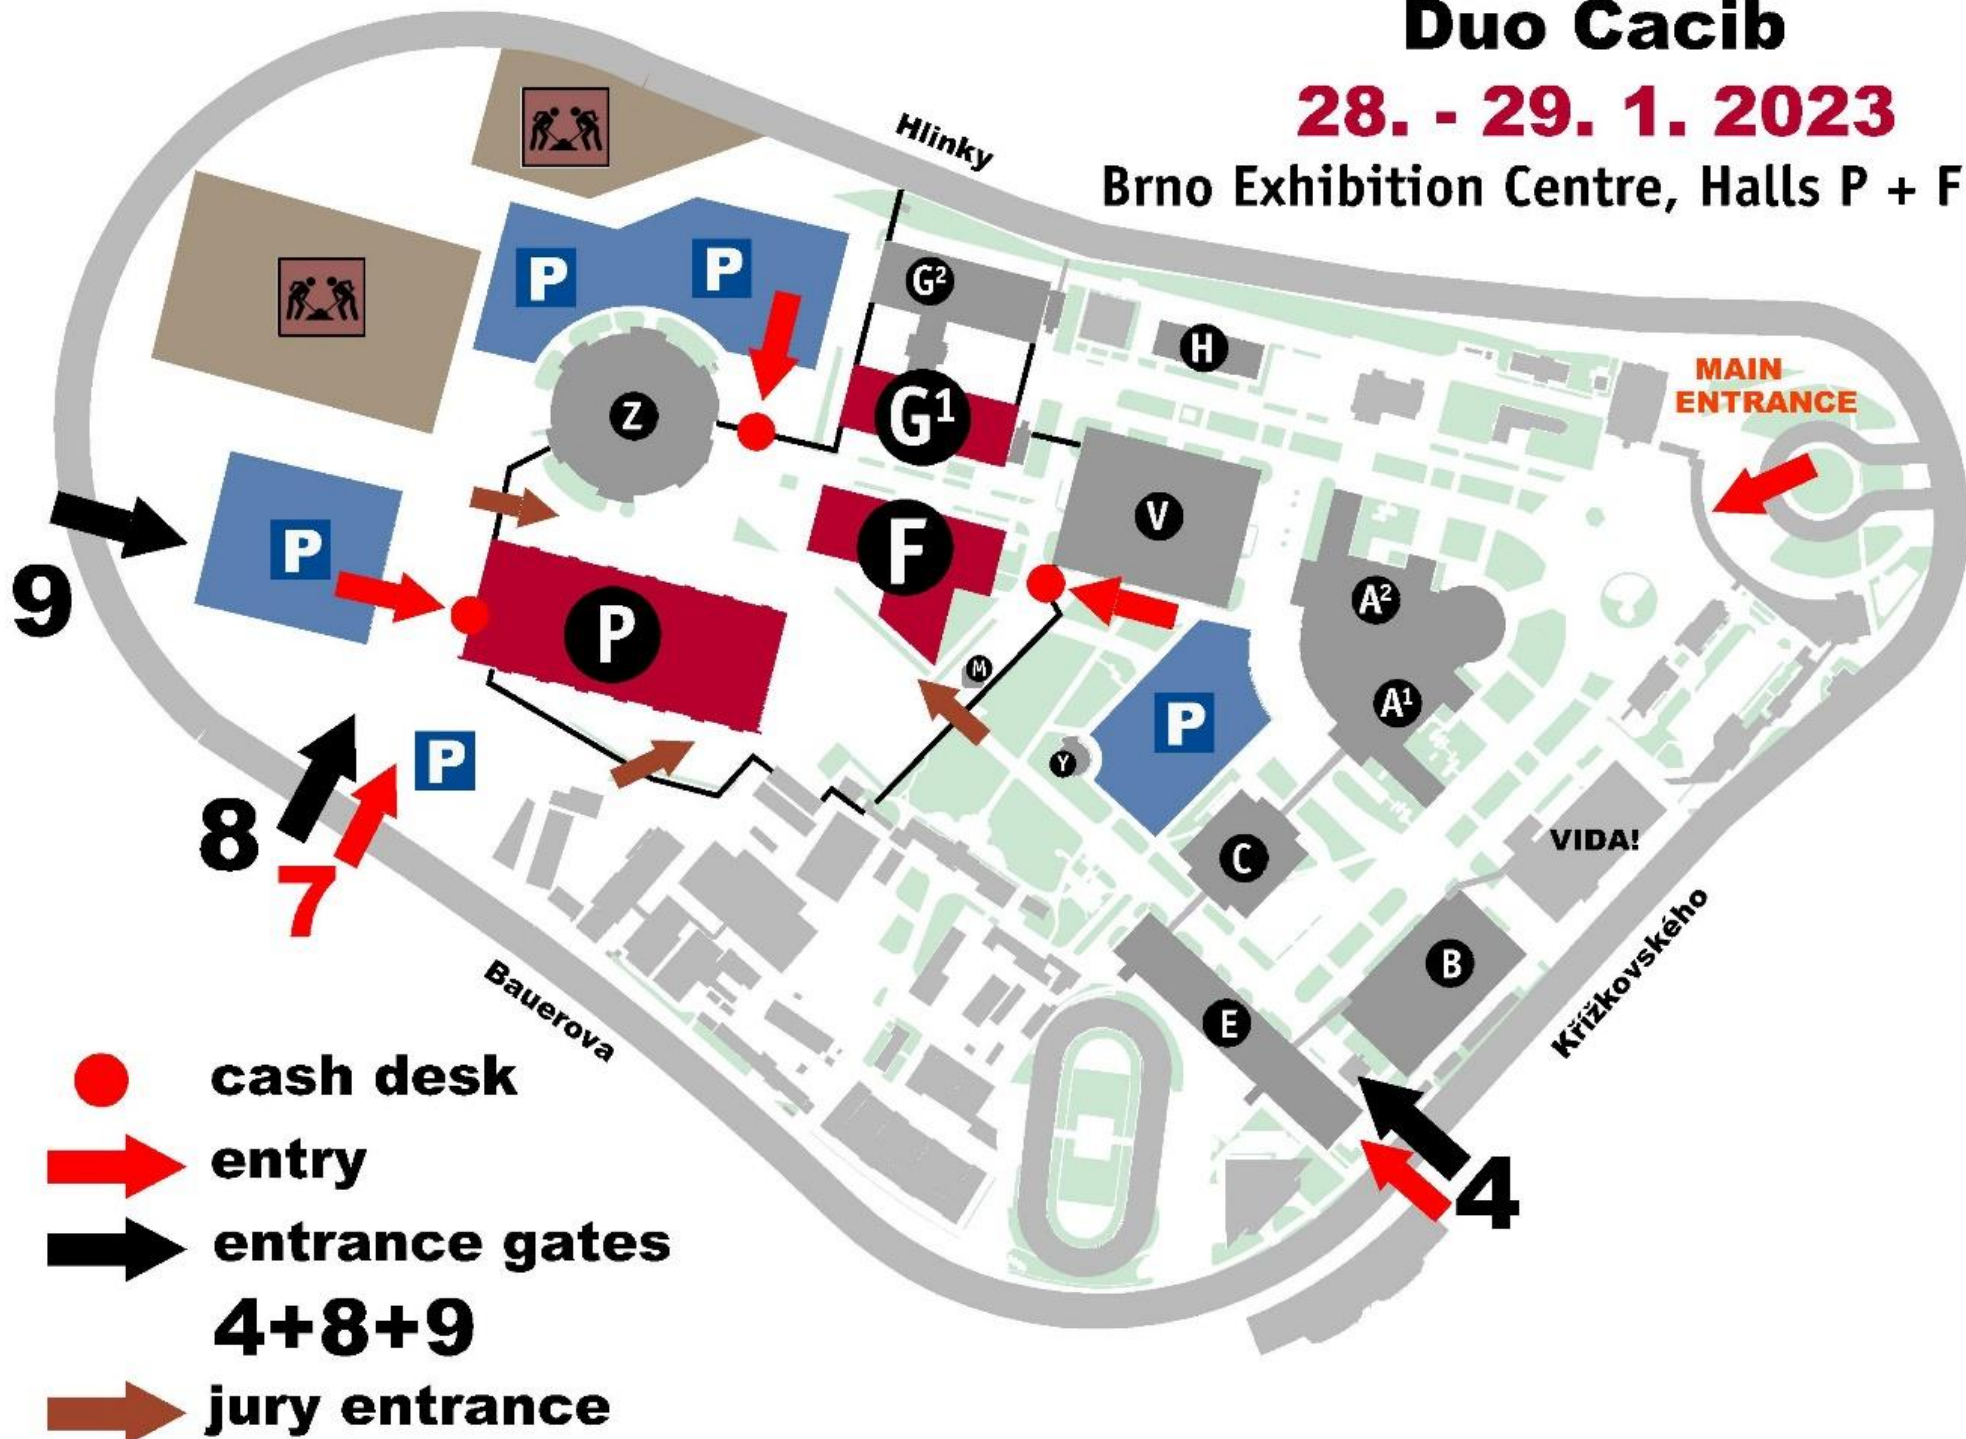 Duo Cacib
28. - 29. 1. 2023
Brno Exhibition Centre, Halls P + F
Hlinky
P
P
G²
H
MAIN
ENTRANCE
Z
G¹
V
P
F
9
P
A²
M
A¹
P
Y
P
8
7
C
VIDA!
B
Křížkovského
E
Bauerova
4
cash desk
entry
entrance gates
4+8+9
jury entrance